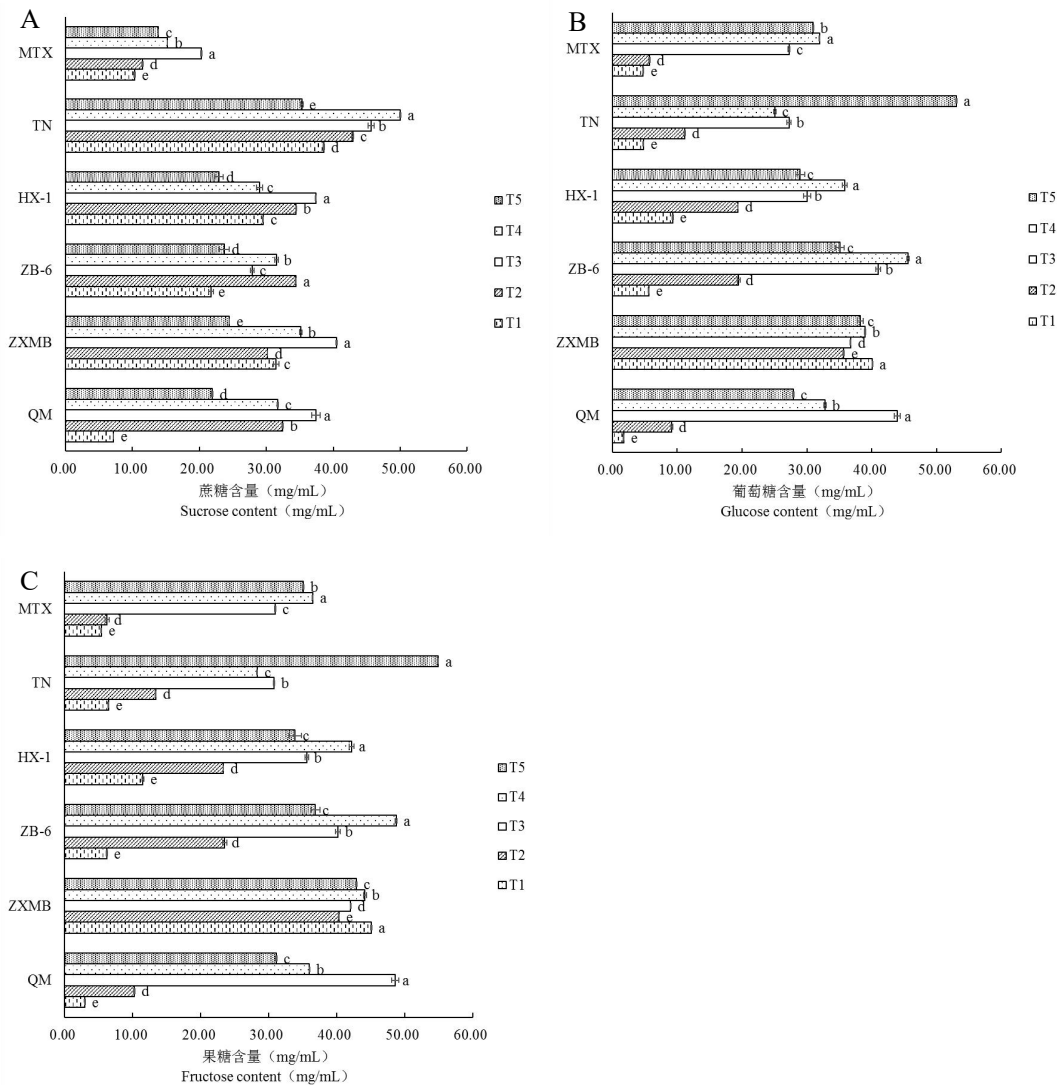 A
MTX
c
b
a
d
e
TN
e
a
b
c
d
HX-1
d
c
a
b
c
ZB-6
d
b
c
a
e
ZXMB
e
b
a
d
c
QM
d
c
a
b
e
T5
T4
T3
T2
T1
0.00 10.00 20.00 30.00 40.00 50.00 60.00
蔗糖含量（mg/mL）
Sucrose content（mg/mL）
B
MTX
b
a
c
d
e
TN
a
c
b
d
e
HX-1
c
a
b
d
e
ZB-6
c
a
b
d
e
ZXMB
c
b
d
e
a
QM
c
b
a
d
e
T5
T4
T3
T2
T1
0.00 10.00 20.00 30.00 40.00 50.00 60.00
葡萄糖含量（mg/mL）
Glucose content（mg/mL）
C
MTX
b
a
c
d
e
TN
a
c
b
d
e
HX-1
c
a
b
d
e
ZB-6
c
a
b
d
e
ZXMB
c
b
d
e
a
QM
c
b
a
d
e
T5
T4
T3
T2
T1
0.00 10.00 20.00 30.00 40.00 50.00 60.00
果糖含量（mg/mL）
Fructose content（mg/mL）